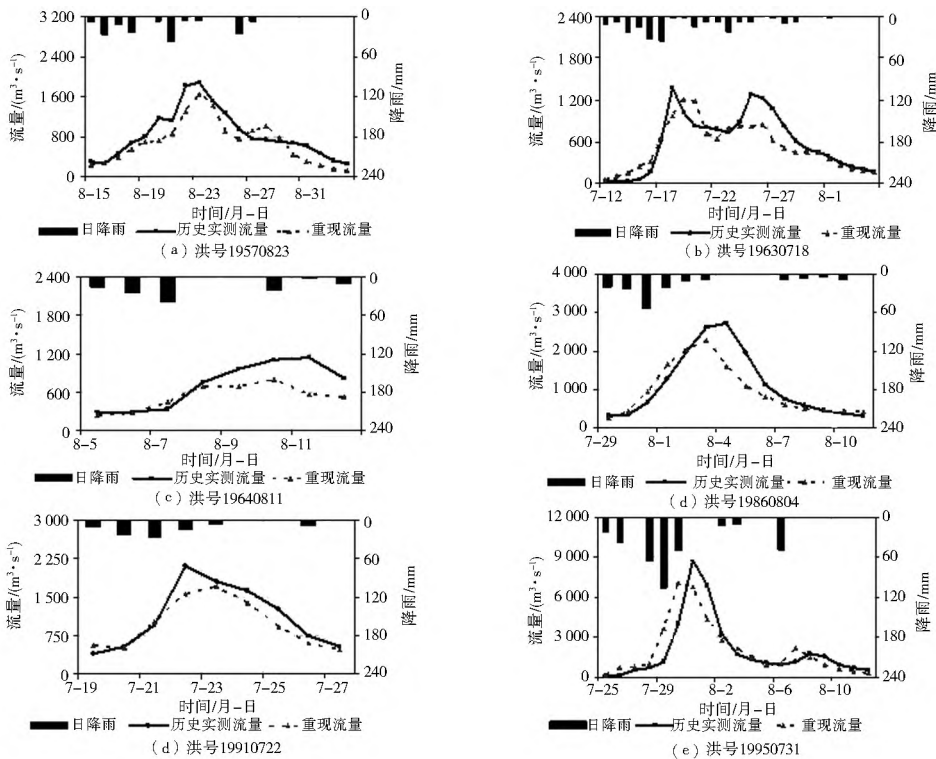 3 200
2 400
1 600
800
0
0
60
120
180
240
流量/(m³·s⁻¹)
降雨/mm
8-15 8-19 8-23 8-27 8-31
时间/月-日
日降雨 历史实测流量 重现流量
(a) 洪号19570823
2 400
1 800
1 200
600
0
0
60
120
180
240
流量/(m³·s⁻¹)
降雨/mm
7-12 7-17 7-22 7-27 8-1
时间/月-日
日降雨 历史实测流量 重现流量
(b) 洪号19630718
2 400
1 800
1 200
600
0
0
60
120
180
240
流量/(m³·s⁻¹)
降雨/mm
8-5 8-7 8-9 8-11
时间/月-日
日降雨 历史实测流量 重现流量
(c) 洪号19640811
4 000
3 000
2 000
1 000
0
0
60
120
180
240
流量/(m³·s⁻¹)
降雨/mm
7-29 8-1 8-4 8-7 8-10
时间/月-日
日降雨 历史实测流量 重现流量
(d) 洪号19860804
3 000
2 250
1 500
750
0
0
60
120
180
240
流量/(m³·s⁻¹)
降雨/mm
7-19 7-21 7-23 7-25 7-27
时间/月-日
日降雨 历史实测流量 重现流量
(d) 洪号19910722
12 000
9 000
6 000
3 000
0
0
60
120
180
240
流量/(m³·s⁻¹)
降雨/mm
7-25 7-29 8-2 8-6 8-10
时间/月-日
日降雨 历史实测流量 重现流量
(e) 洪号19950731